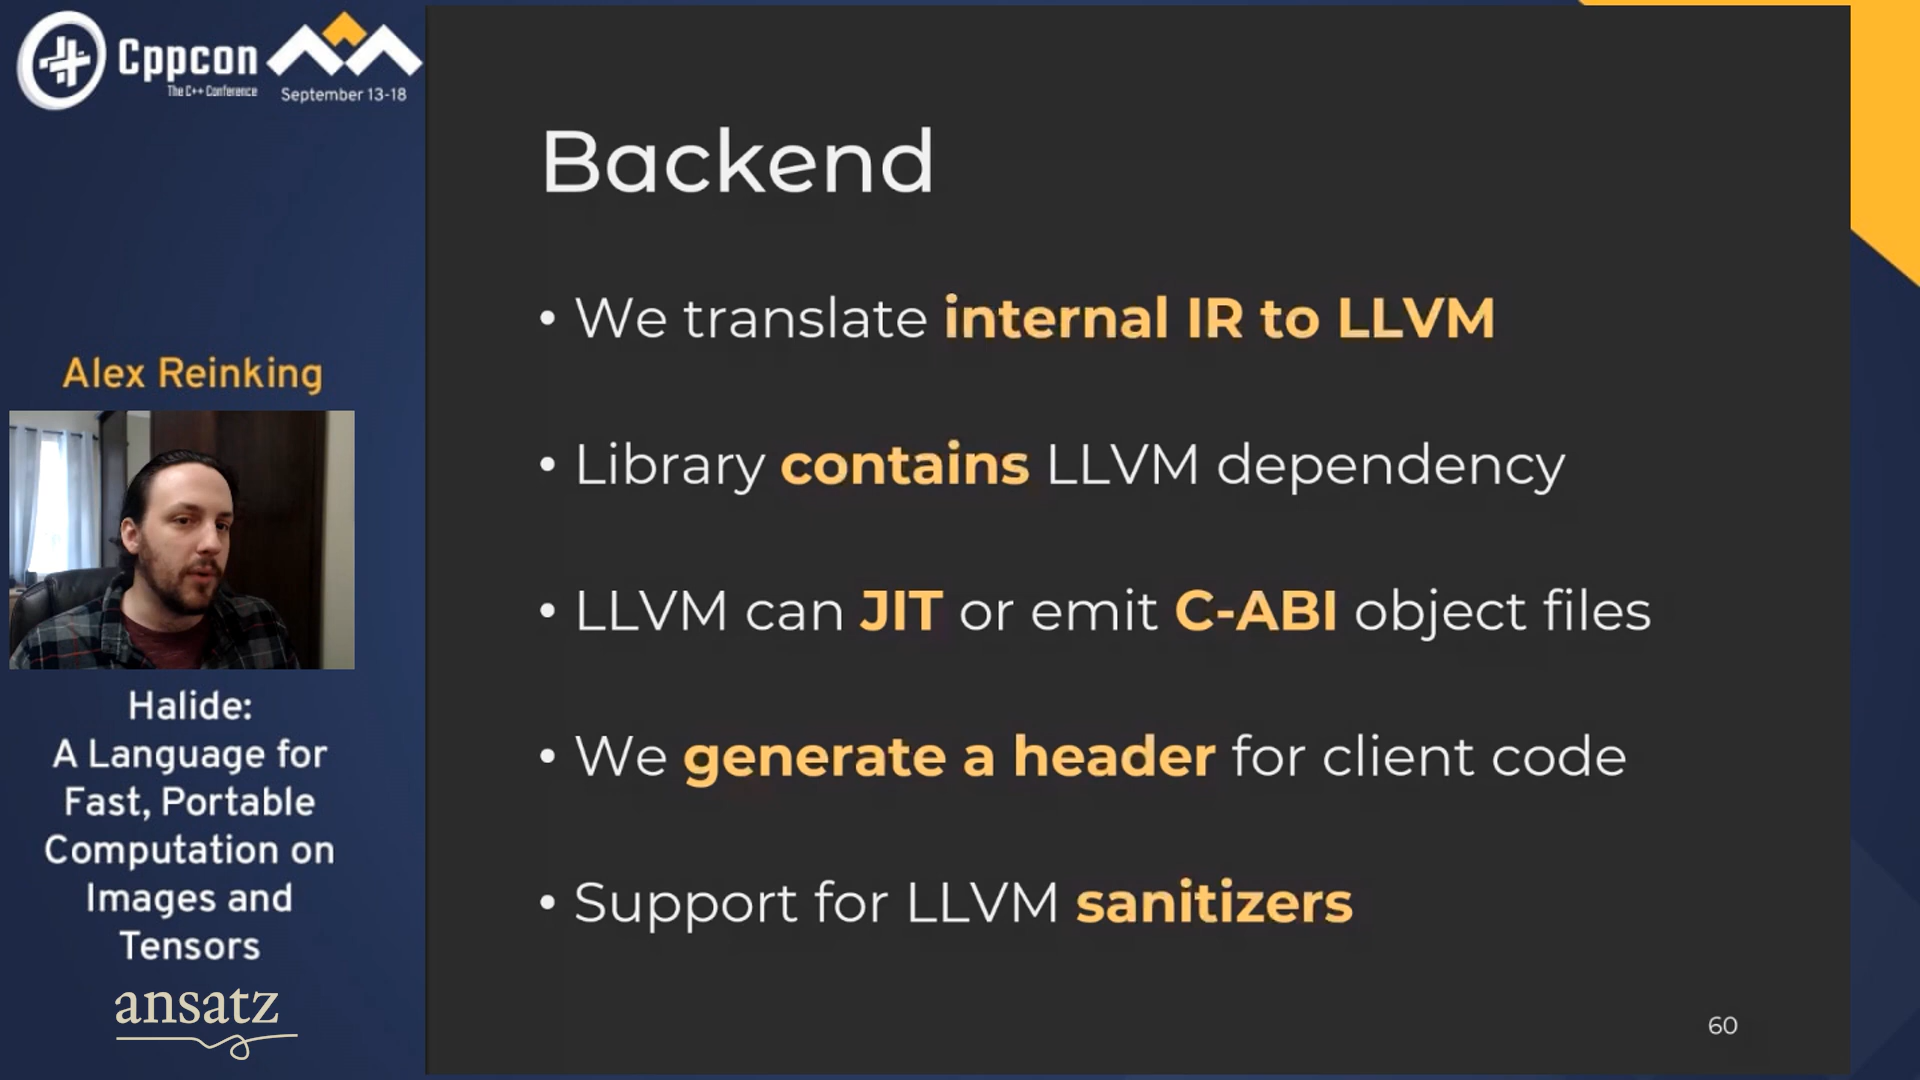 Cppcon
The C++ Conference
September 13-18
Alex Reinking
Halide:
A Language for
Fast, Portable
Computation on
Images and
Tensors
ansatz
Backend
• We translate internal IR to LLVM
• Library contains LLVM dependency
• LLVM can JIT or emit C-ABI object files
• We generate a header for client code
• Support for LLVM sanitizers
60